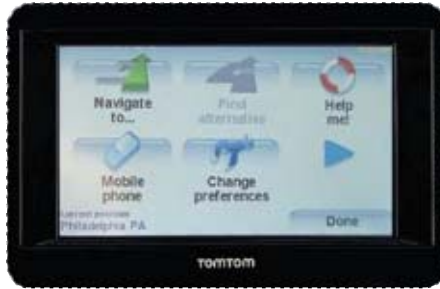 Navigate
to...
Find
alternative
Help
me!
Mobile
phone
Change
preferences
Philadelphia PA
Done
TOMTOM